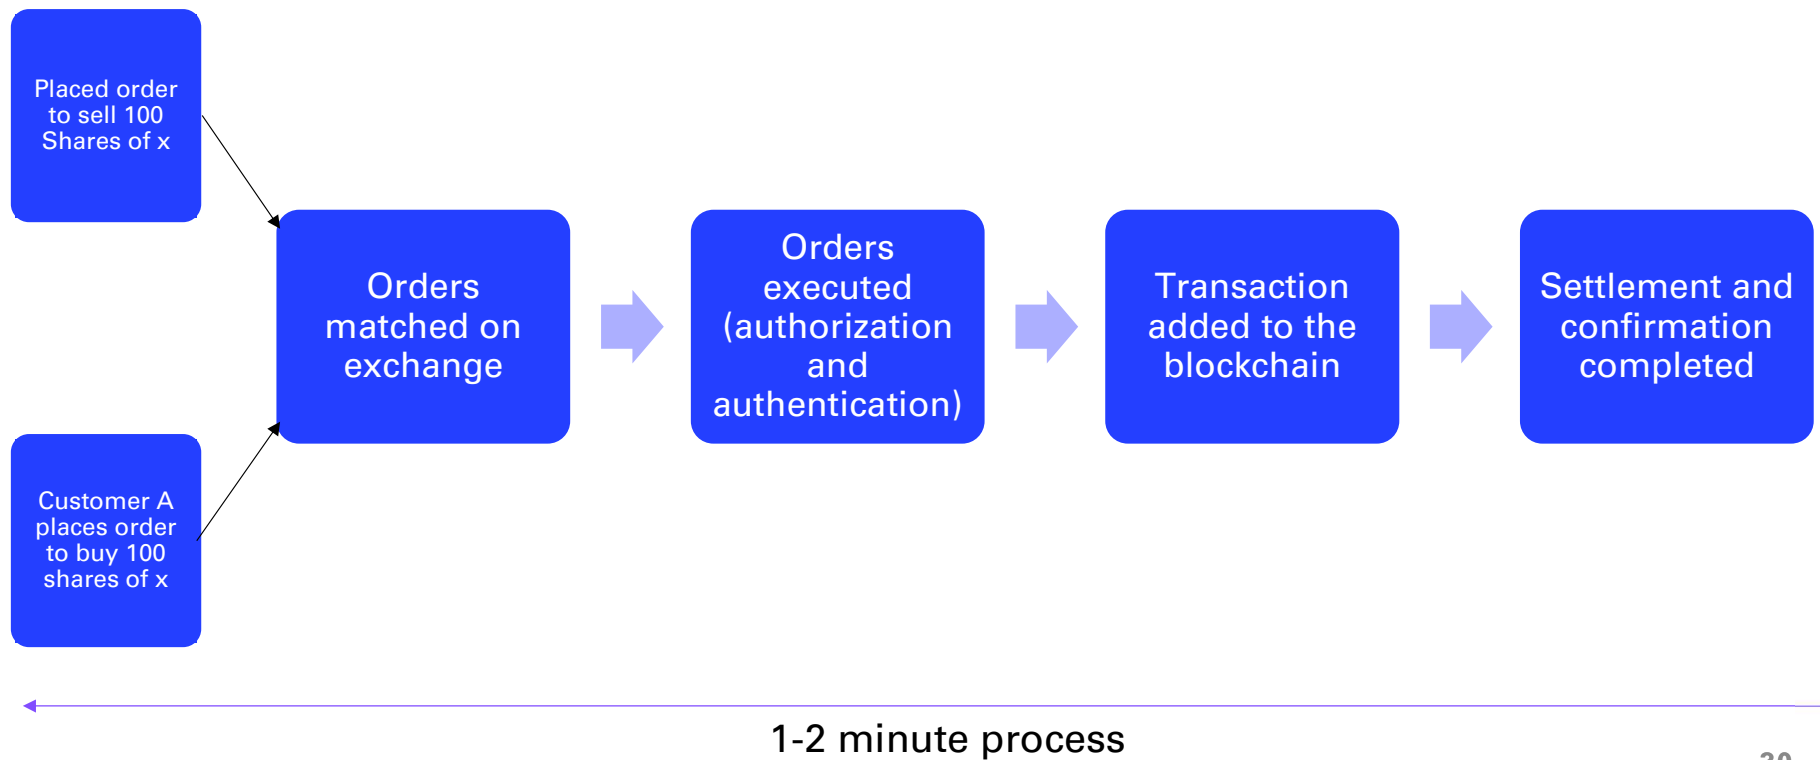 Placed order
to sell 100
Shares of x
Customer A
places order
to buy 100
shares of x
Orders
matched on
exchange
Orders
executed
(authorization
and
authentication)
Transaction
added to the
blockchain
Settlement and
confirmation
completed
1-2 minute process